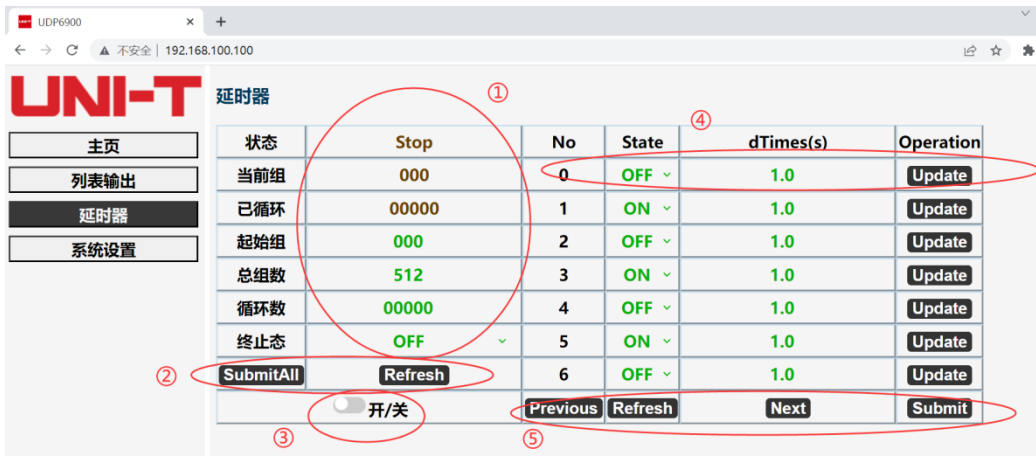 UNI-T UDP6900
不安全 192.168.100.100
UNI-T
主页
列表输出
延时器
系统设置
延时器
①
④
状态 Stop No State dTimes(s) Operation
当前组 000 0 OFF 1.0 Update
已循环 00000 1 ON 1.0 Update
起始组 000 2 OFF 1.0 Update
总组数 512 3 ON 1.0 Update
循环数 00000 4 OFF 1.0 Update
终止态 OFF 5 ON 1.0 Update
② SubmitAll Refresh 6 OFF 1.0 Update
开/关 Previous Refresh Next Submit
③ ⑤